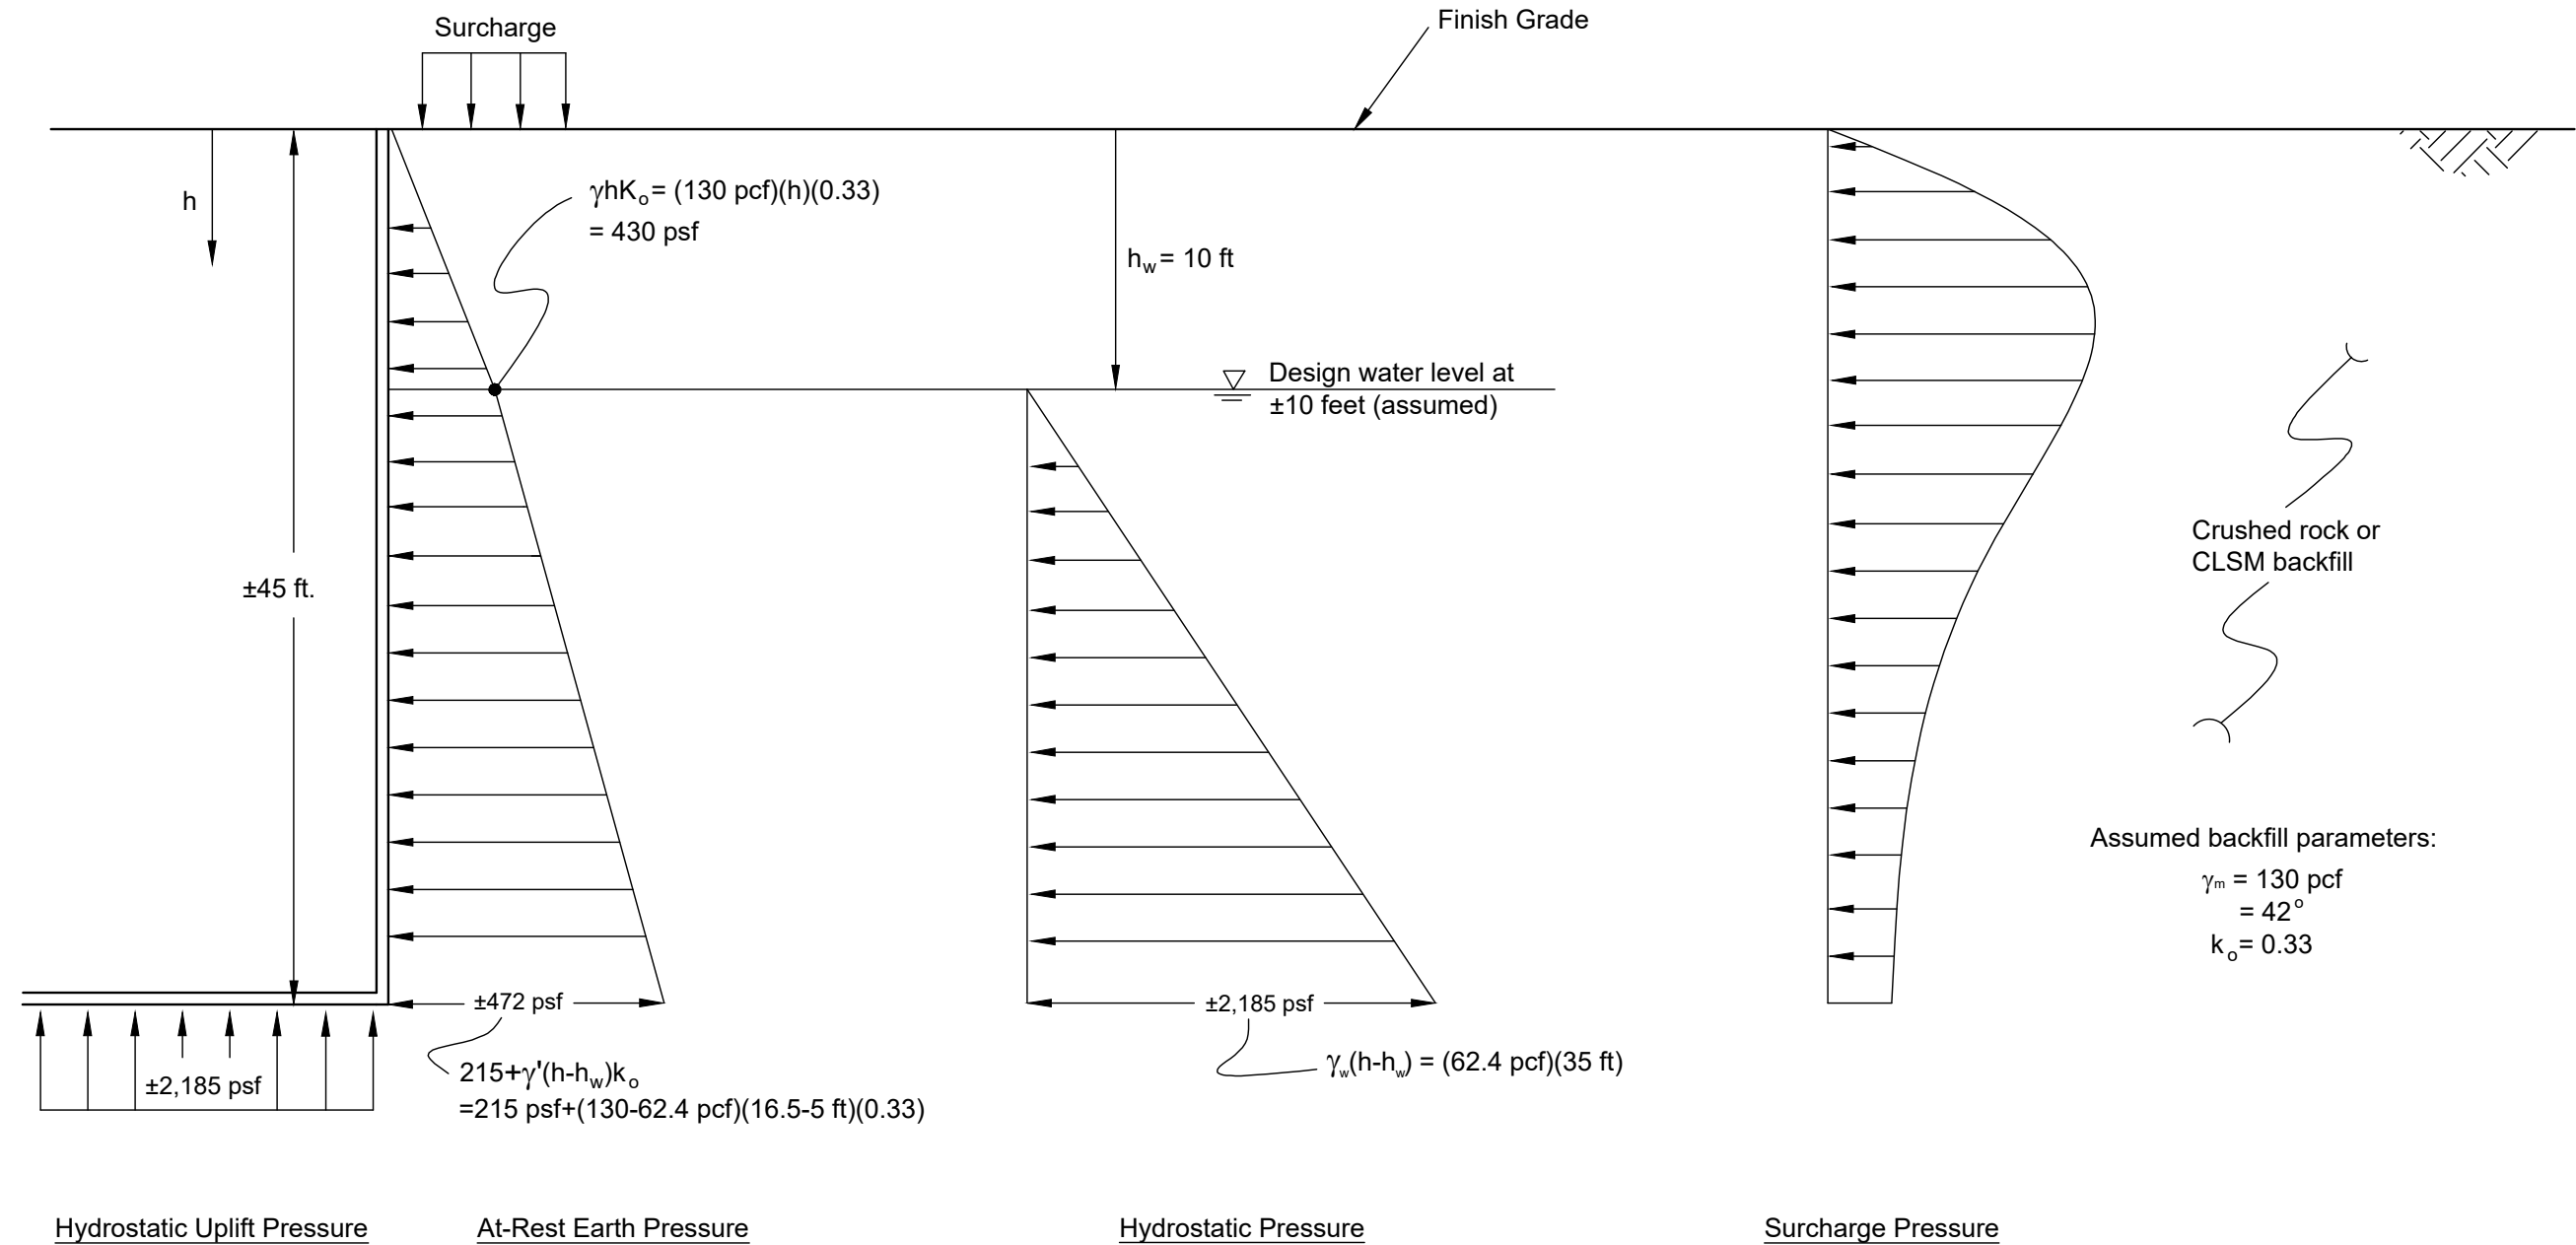 Surcharge
Finish Grade
h
γhKo= (130 pcf)(h)(0.33)
= 430 psf
hw= 10 ft
Design water level at
±10 feet (assumed)
±45 ft.
Crushed rock or
CLSM backfill
Assumed backfill parameters:
γm = 130 pcf
= 42°
ko= 0.33
±472 psf
±2,185 psf
215+γ'(h-hw)ko
=215 psf+(130-62.4 pcf)(16.5-5 ft)(0.33)
γw(h-hw) = (62.4 pcf)(35 ft)
±2,185 psf
Hydrostatic Uplift Pressure
At-Rest Earth Pressure
Hydrostatic Pressure
Surcharge Pressure